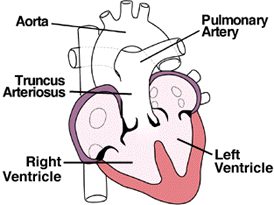 Aorta
Pulmonary
Artery
Truncus
Arteriosus
Right
Ventricle
Left
Ventricle